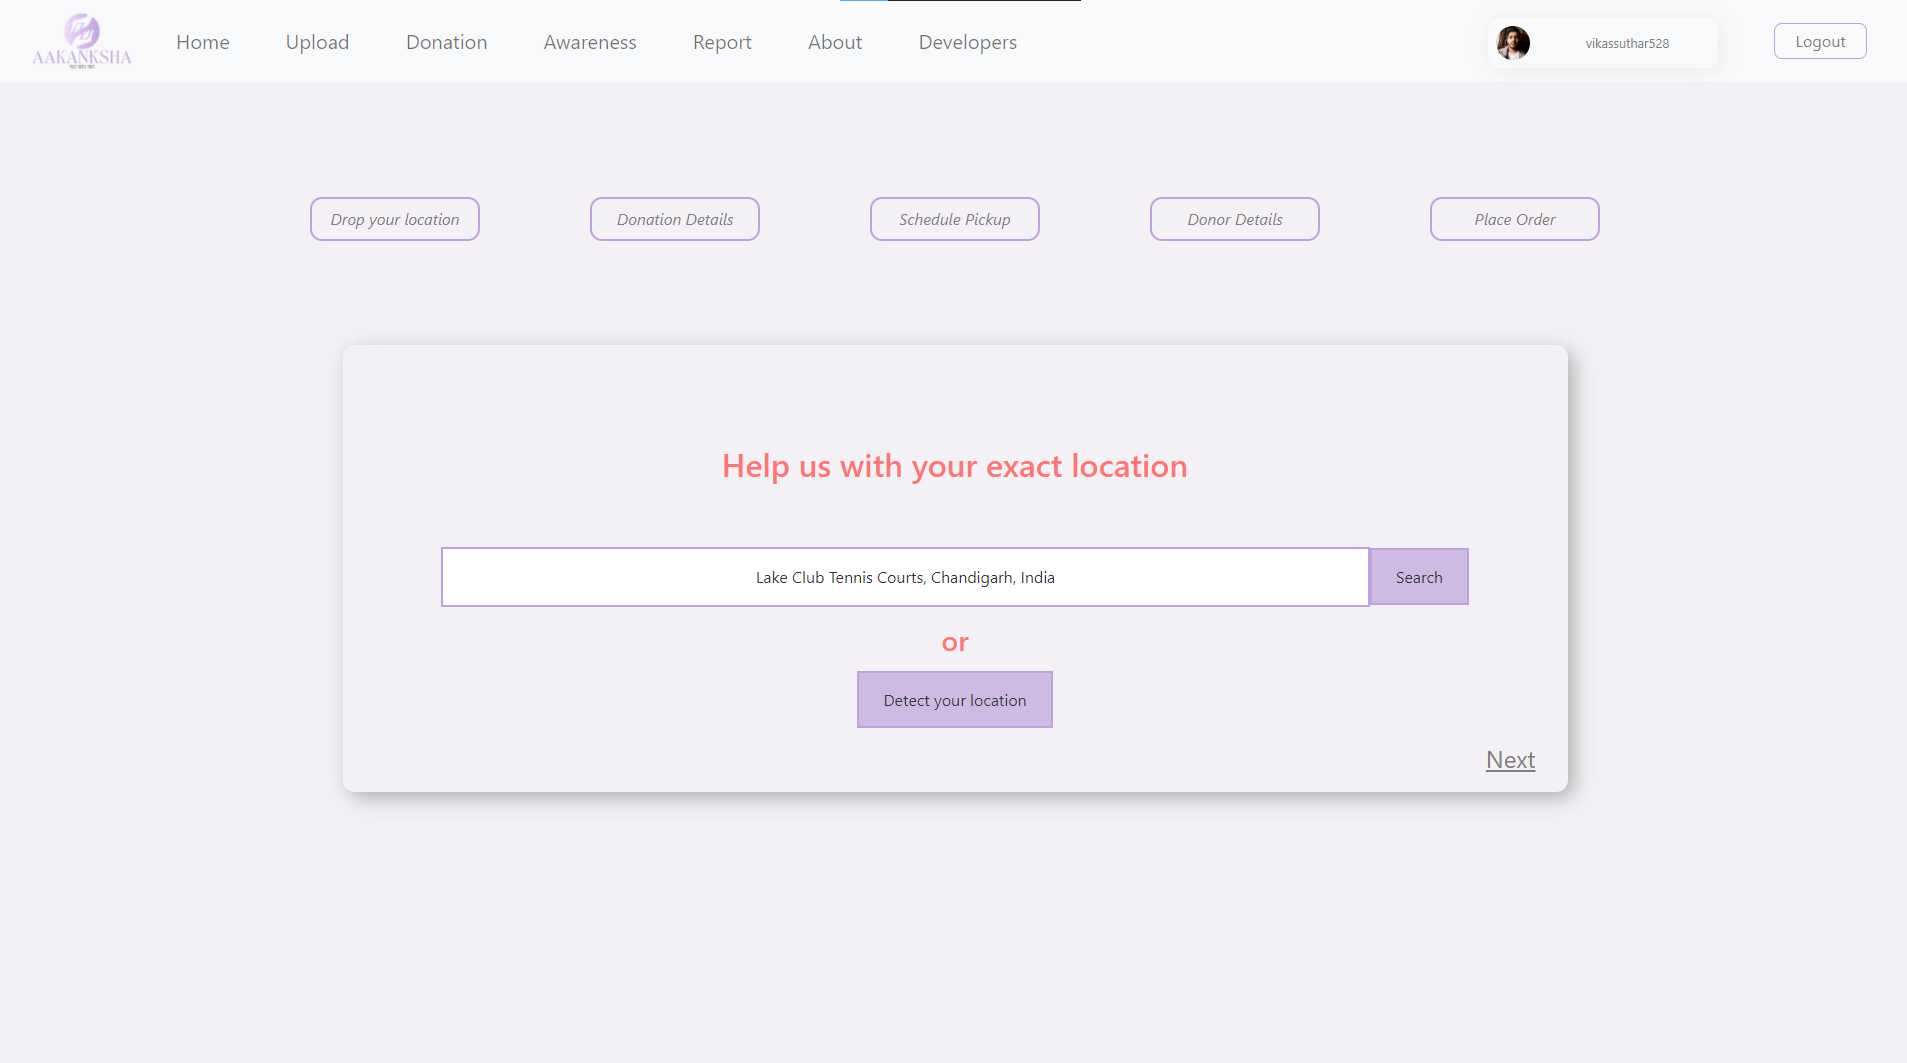 AAKANKSHA
Home
Upload
Donation
Awareness
Report
About
Developers
vikassuthar528
Logout
Drop your location
Donation Details
Schedule Pickup
Donor Details
Place Order
Help us with your exact location
Lake Club Tennis Courts, Chandigarh, India
Search
or
Detect your location
Next